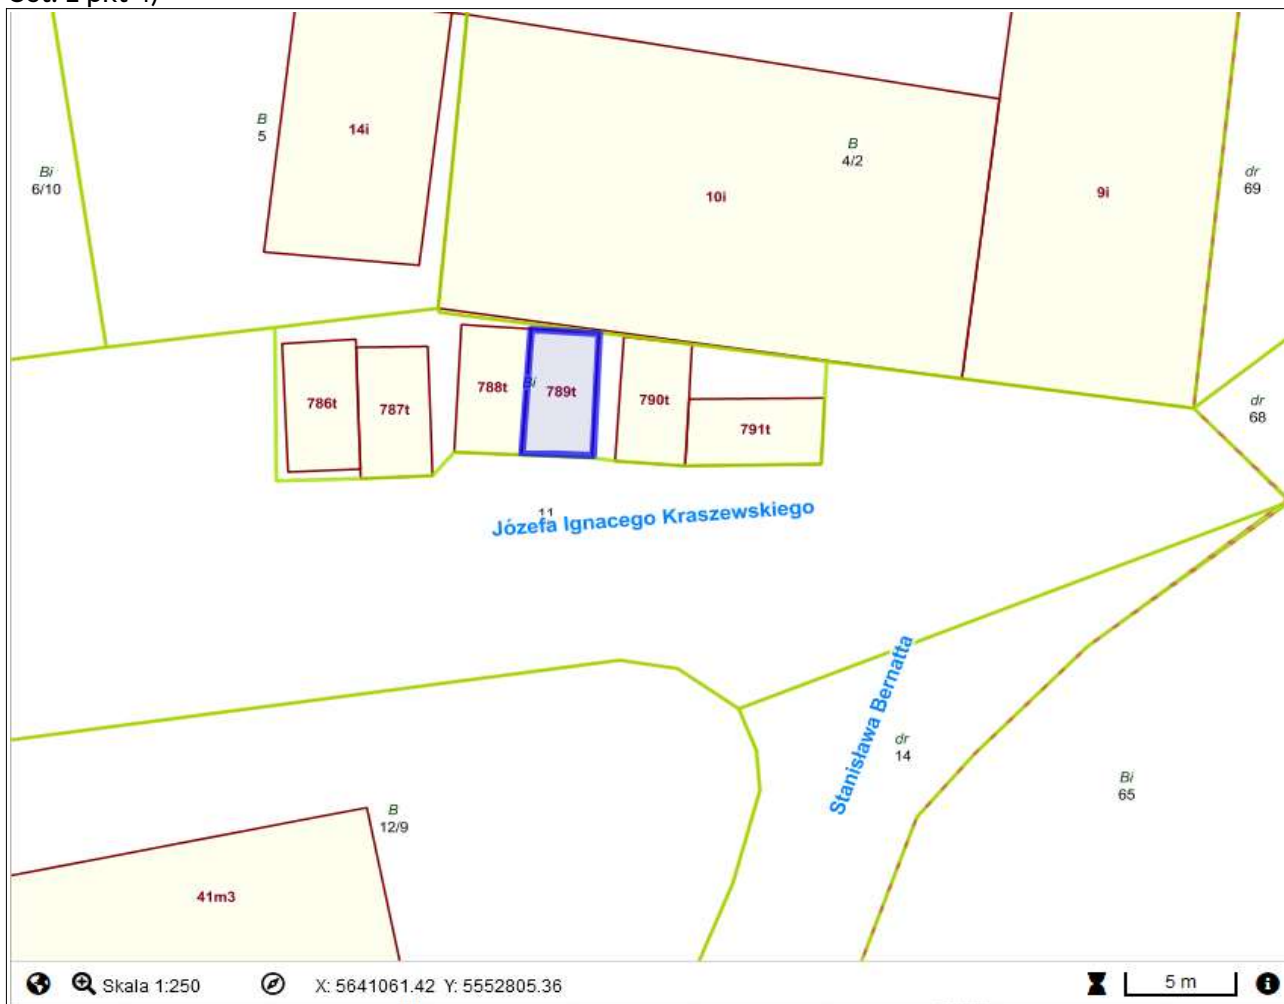 B
5
14i
Bi
6/10
B
4/2
10i
9i
dr
69
786t
787t
788t
Bi
789t
790t
791t
dr
68
11
Józefa Ignacego Kraszewskiego
Stanisława Bernatta
dr
14
Bi
65
B
12/9
41m3
Skala 1:250
X: 5641061.42 Y: 5552805.36
5 m